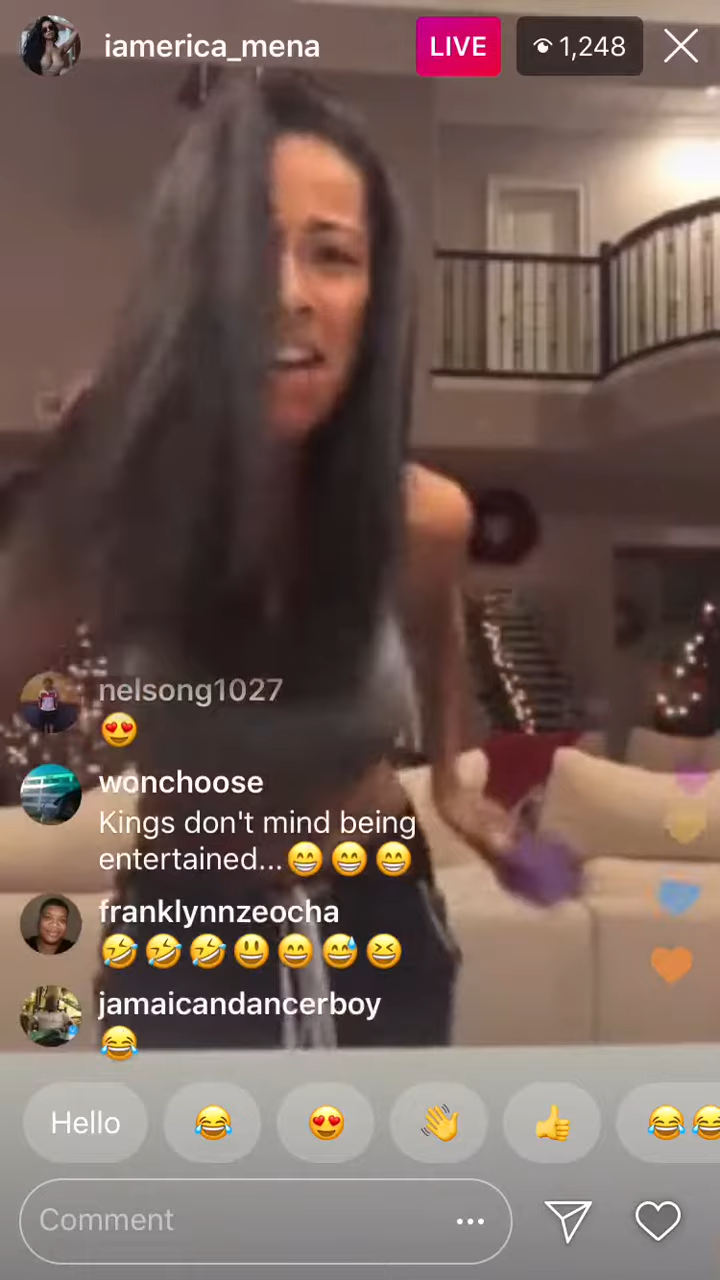 iamerica_mena
LIVE
1,248
nelsong1027
😍
wonchoose
Kings don't mind being
entertained...😁😁😁
franklynnzeocha
🤣🤣🤣😃😄😅😆
jamaicandancerboy
😂
Hello
😂
😍
👋
👍
😂😂
Comment